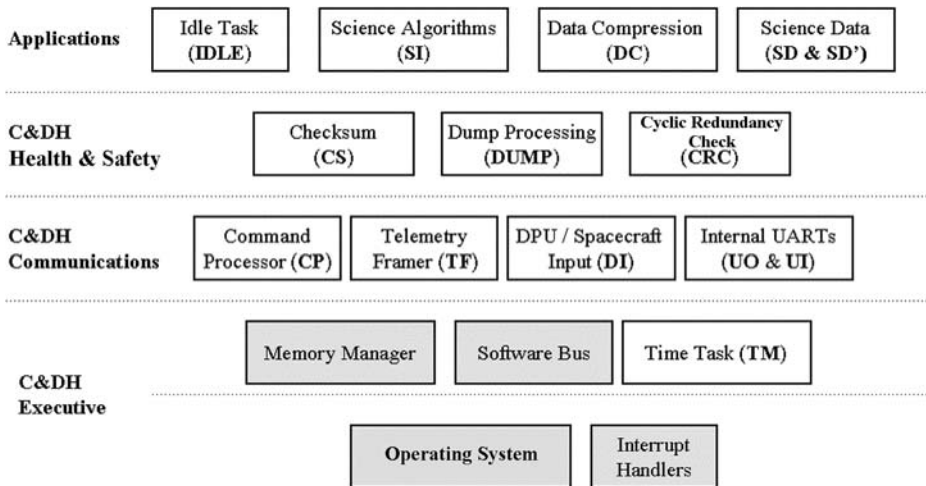 Applications
Idle Task
(IDLE)
Science Algorithms
(SI)
Data Compression
(DC)
Science Data
(SD & SD’)
C&DH
Health & Safety
Checksum
(CS)
Dump Processing
(DUMP)
Cyclic Redundancy
Check
(CRC)
C&DH
Communications
Command
Processor (CP)
Telemetry
Framer (TF)
DPU / Spacecraft
Input (DI)
Internal UARTs
(UO & UI)
C&DH
Executive
Memory Manager
Software Bus
Time Task (TM)
Operating System
Interrupt
Handlers